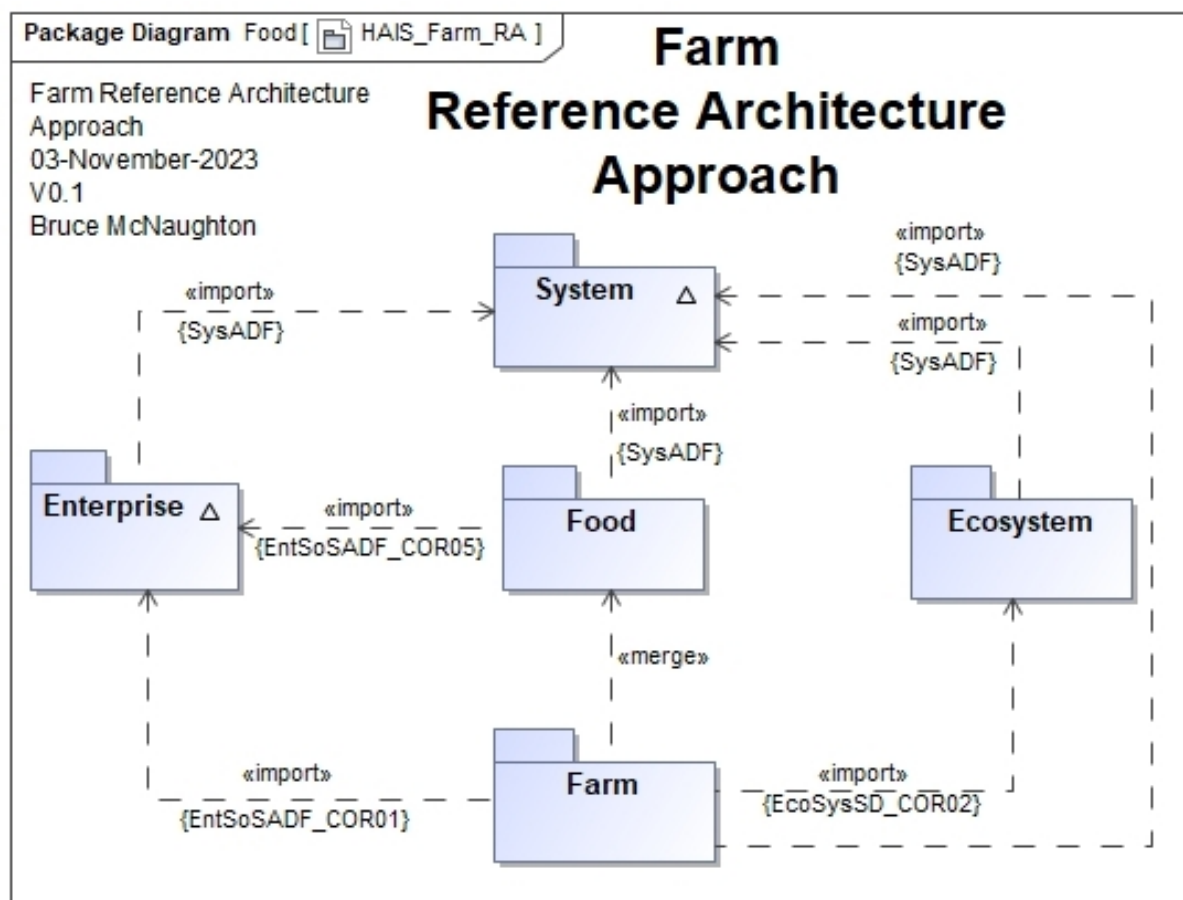 Package Diagram Food [ HAIS_Farm_RA ]
Farm
Reference Architecture
Approach
Farm Reference Architecture
Approach
03-November-2023
V0.1
Bruce McNaughton
«import»
{SysADF}
System
«import»
{SysADF}
«import»
{SysADF}
«import»
{SysADF}
Enterprise
«import»
{EntSoSADF_COR05}
Food
Ecosystem
«merge»
«import»
{EntSoSADF_COR01}
Farm
«import»
{EcoSysSD_COR02}